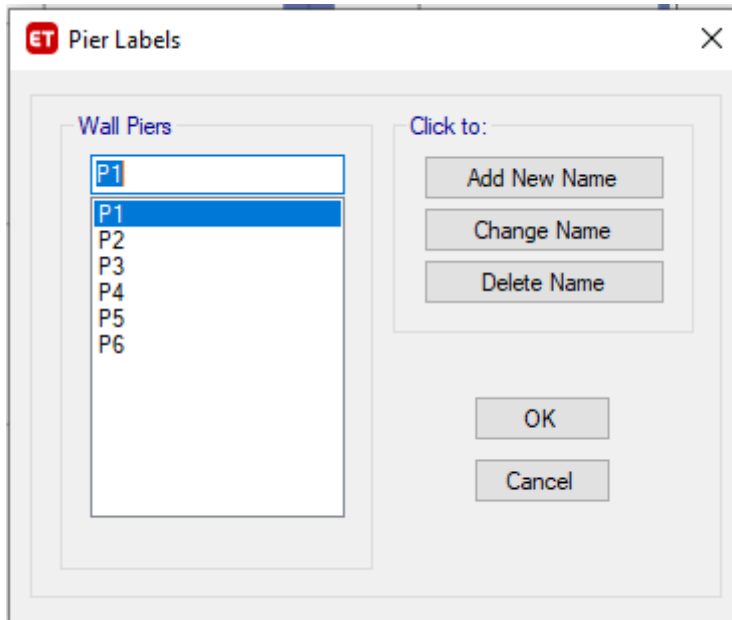 ET Pier Labels
Wall Piers
P1
P1
P2
P3
P4
P5
P6
Click to:
Add New Name
Change Name
Delete Name
OK
Cancel